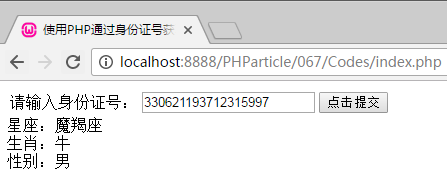 使用PHP通过身份证号获
localhost:8888/PHParticle/067/Codes/index.php
请输入身份证号： 330621193712315997 点击提交
星座：魔羯座
生肖：牛
性别：男